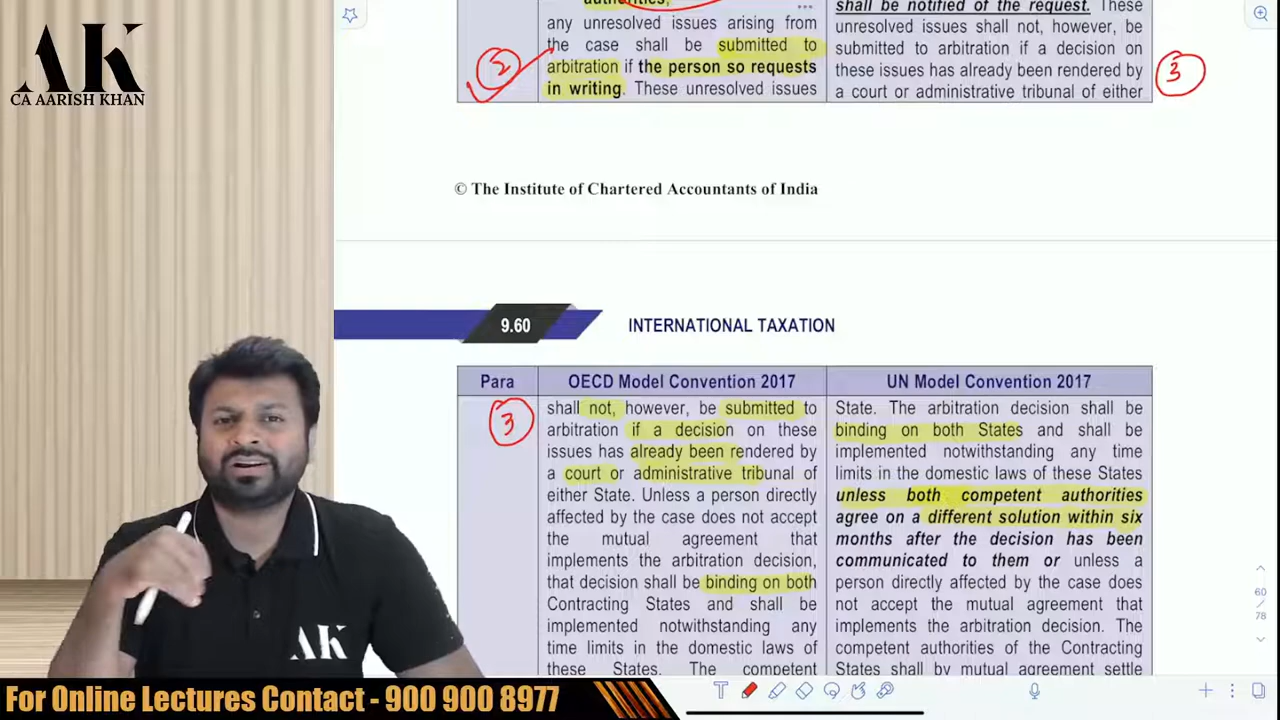 AK
CA AARISH KHAN
authorities,
any unresolved issues arising from
the case shall be submitted to
arbitration if the person so requests
in writing. These unresolved issues
2
shall be notified of the request. These
unresolved issues shall not, however, be
submitted to arbitration if a decision on
these issues has already been rendered by
a court or administrative tribunal of either
3
© The Institute of Chartered Accountants of India
9.60
INTERNATIONAL TAXATION
Para
OECD Model Convention 2017
UN Model Convention 2017
3
shall not, however, be submitted to
arbitration if a decision on these
issues has already been rendered by
a court or administrative tribunal of
either State. Unless a person directly
affected by the case does not accept
the mutual agreement that
implements the arbitration decision,
that decision shall be binding on both
Contracting States and shall be
implemented notwithstanding any
time limits in the domestic laws of
these States. The competent
State. The arbitration decision shall be
binding on both States and shall be
implemented notwithstanding any time
limits in the domestic laws of these States
unless both competent authorities
agree on a different solution within six
months after the decision has been
communicated to them or unless a
person directly affected by the case does
not accept the mutual agreement that
implements the arbitration decision. The
competent authorities of the Contracting
States shall by mutual agreement settle
60
/
78
AK
For Online Lectures Contact - 900 900 8977